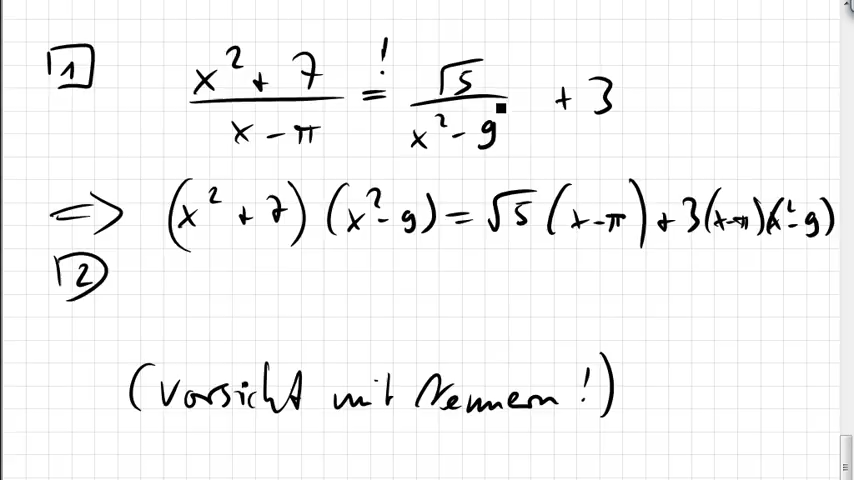 1 (x² + 7)/(x − π) =! √5/(x² − 9) + 3
⟹ (x² + 7)(x² − 9) = √5 (x − π) + 3(x − π)(x² − 9)
2
(Vorsicht mit Nennern!)